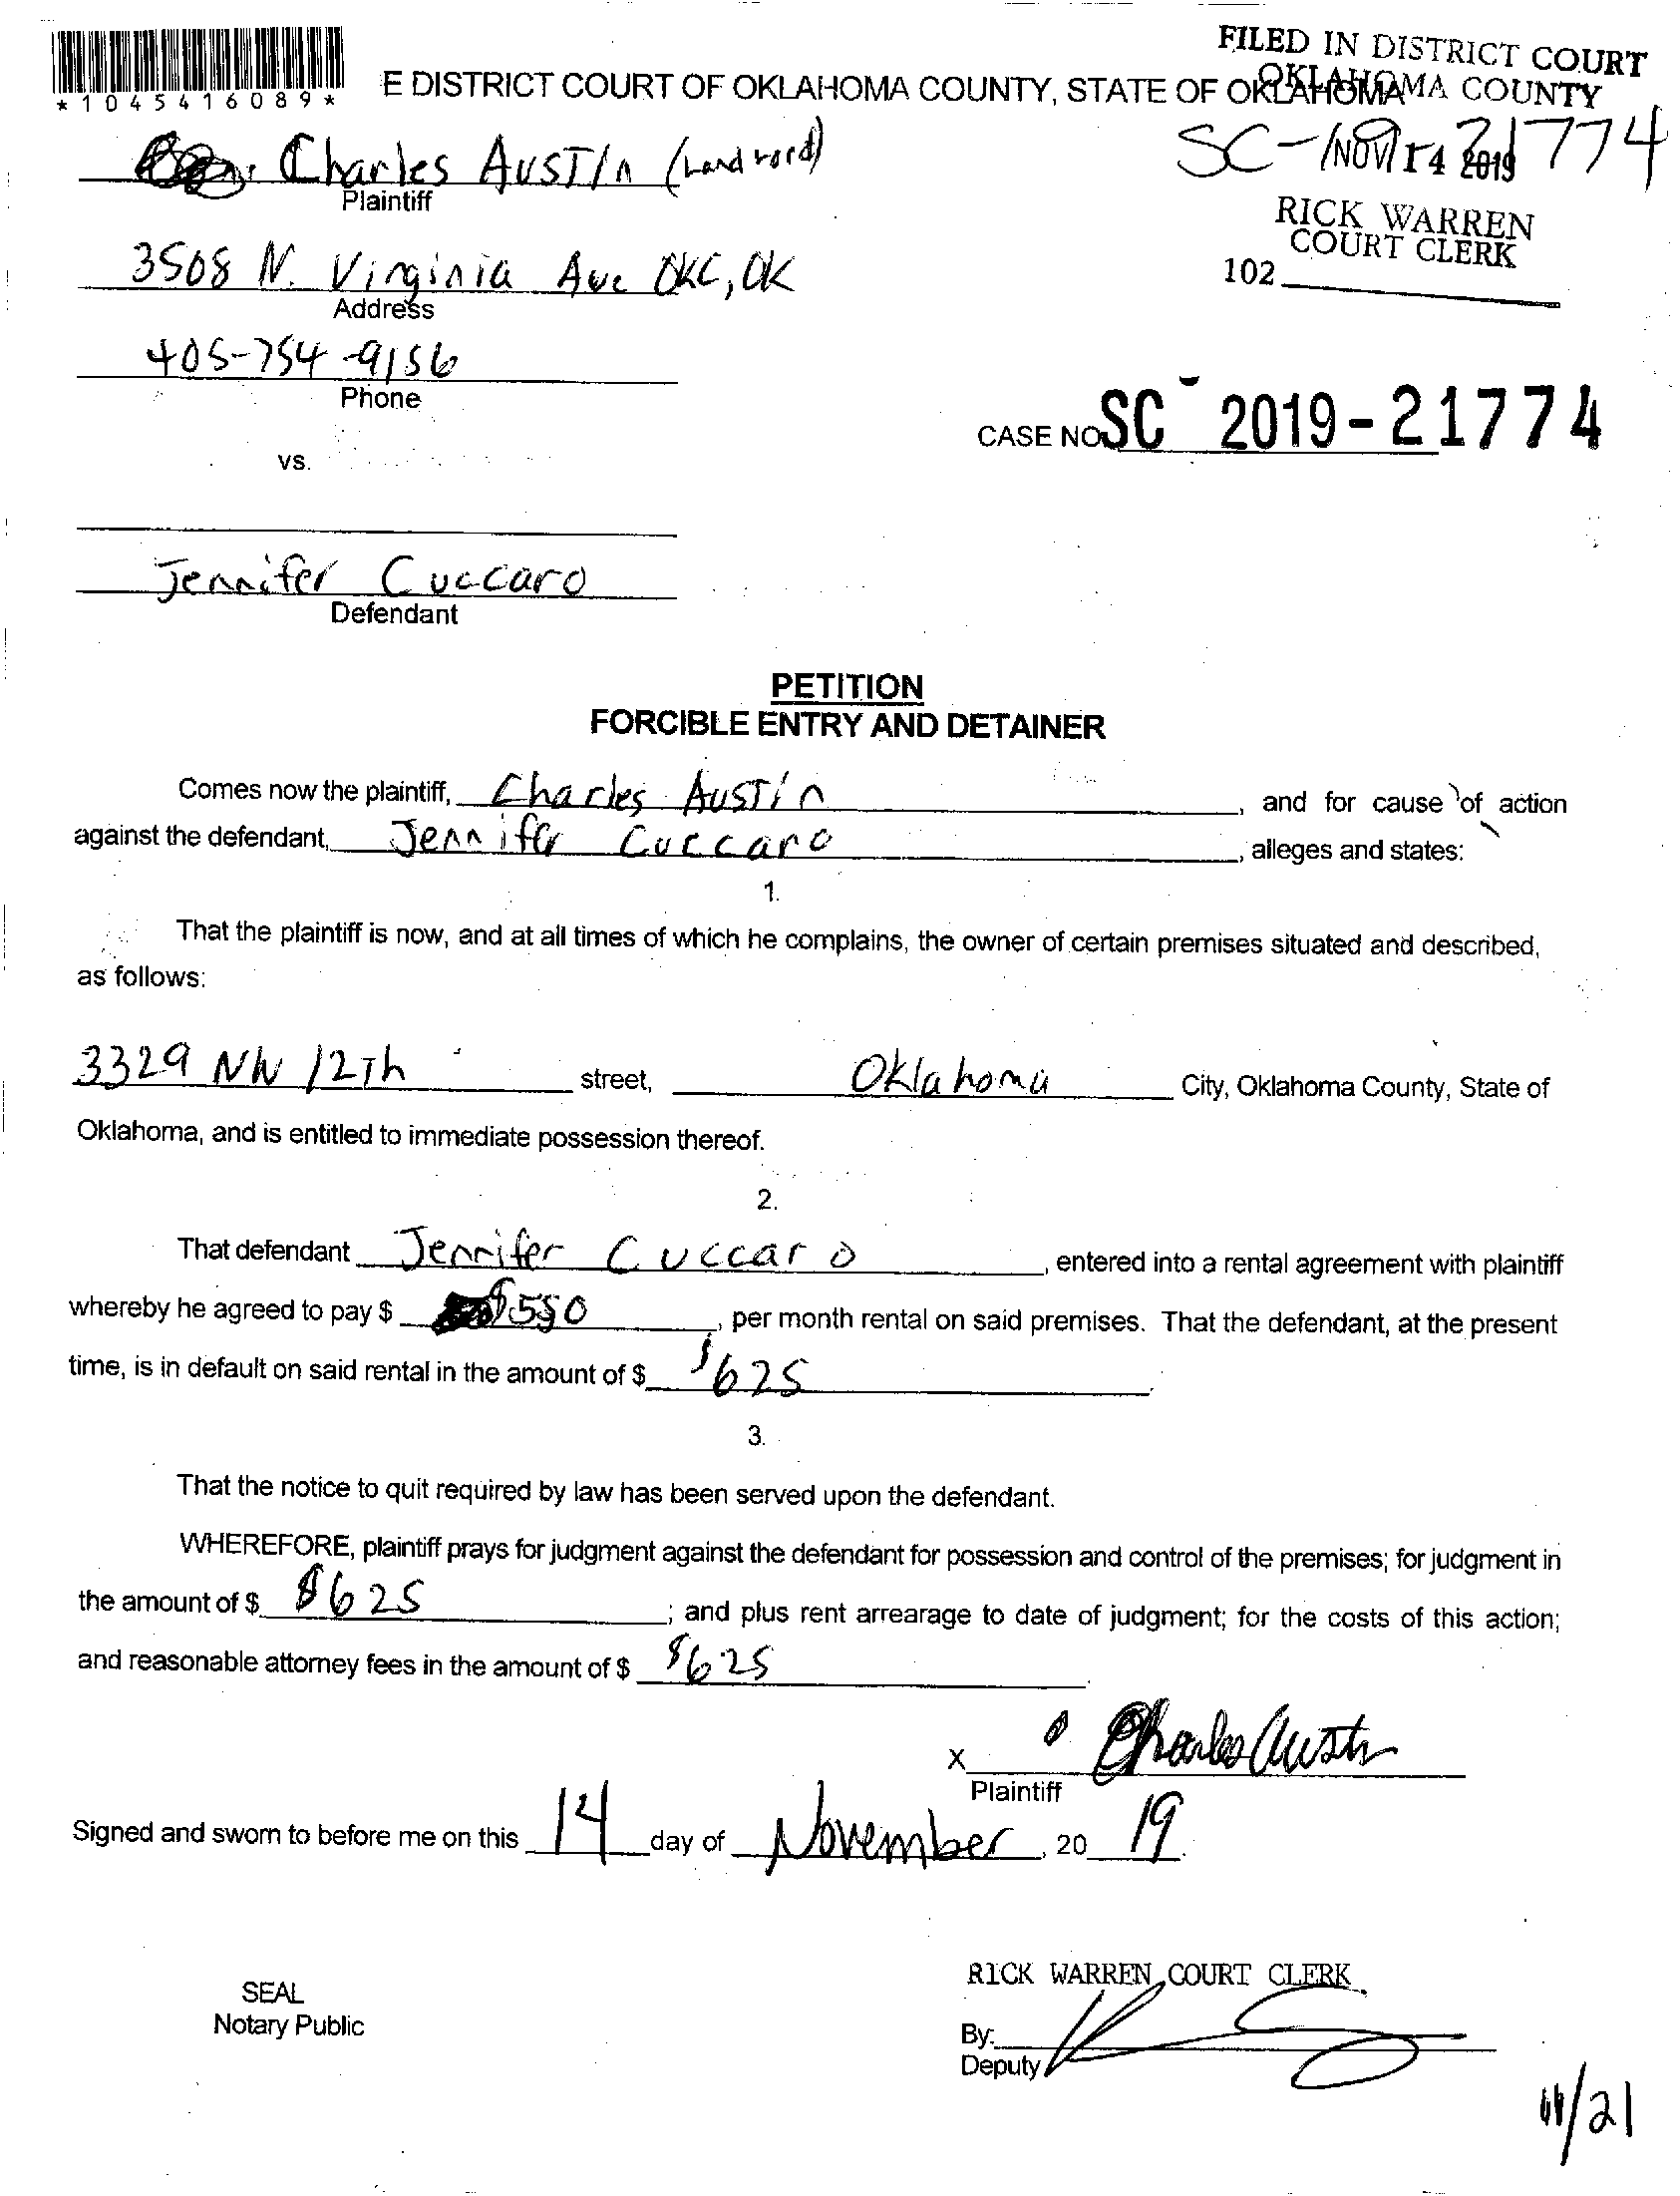 *1045416089*
E DISTRICT COURT OF OKLAHOMA COUNTY, STATE OF OKLAHOMA
FILED IN DISTRICT COURT
OKLAHOMA COUNTY
Charles Austin (Landlord)
Plaintiff
SC-19-21774
NOV 14 2019
RICK WARREN
COURT CLERK
102
3508 N. Virginia Ave OKC, OK
Address
405-754-9156
Phone
CASE NO. SC 2019-21774
vs.
Jennifer Cuccaro
Defendant
PETITION
FORCIBLE ENTRY AND DETAINER
Comes now the plaintiff, Charles Austin, and for cause of action
against the defendant, Jennifer Cuccaro, alleges and states:
1.
That the plaintiff is now, and at all times of which he complains, the owner of certain premises situated and described,
as follows:
3329 NW 12Th street, Oklahoma City, Oklahoma County, State of
Oklahoma, and is entitled to immediate possession thereof.
2.
That defendant Jennifer Cuccaro, entered into a rental agreement with plaintiff
whereby he agreed to pay $ $550, per month rental on said premises. That the defendant, at the present
time, is in default on said rental in the amount of $ $625.
3.
That the notice to quit required by law has been served upon the defendant.
WHEREFORE, plaintiff prays for judgment against the defendant for possession and control of the premises; for judgment in
the amount of $ $625; and plus rent arrearage to date of judgment; for the costs of this action;
and reasonable attorney fees in the amount of $ $625.
x Charles Austin
Plaintiff
Signed and sworn to before me on this 14 day of November, 20 19.
RICK WARREN COURT CLERK
SEAL
Notary Public
By:
Deputy
11/21